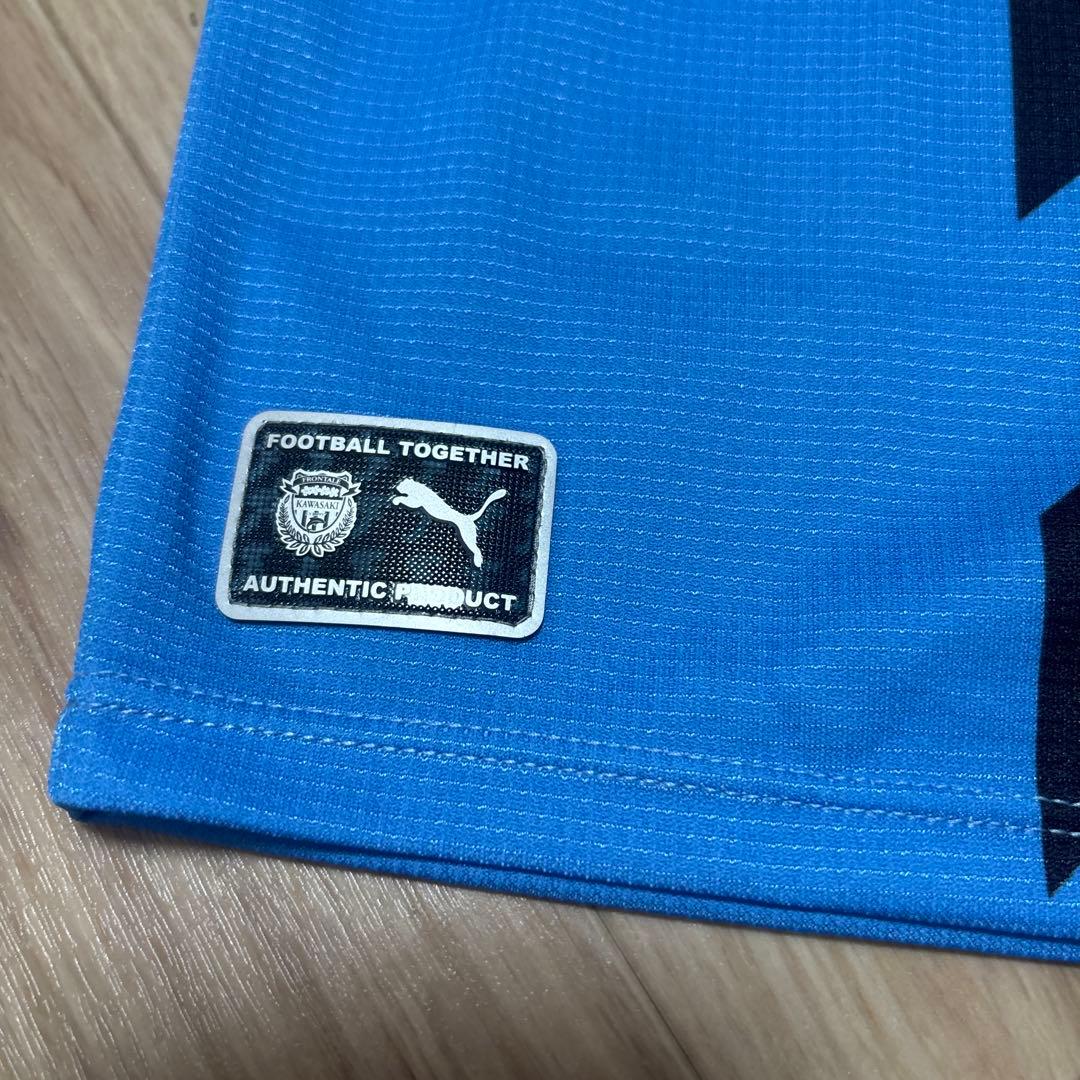 FOOTBALL TOGETHER
FRONTALE
KAWASAKI
AUTHENTIC PRODUCT